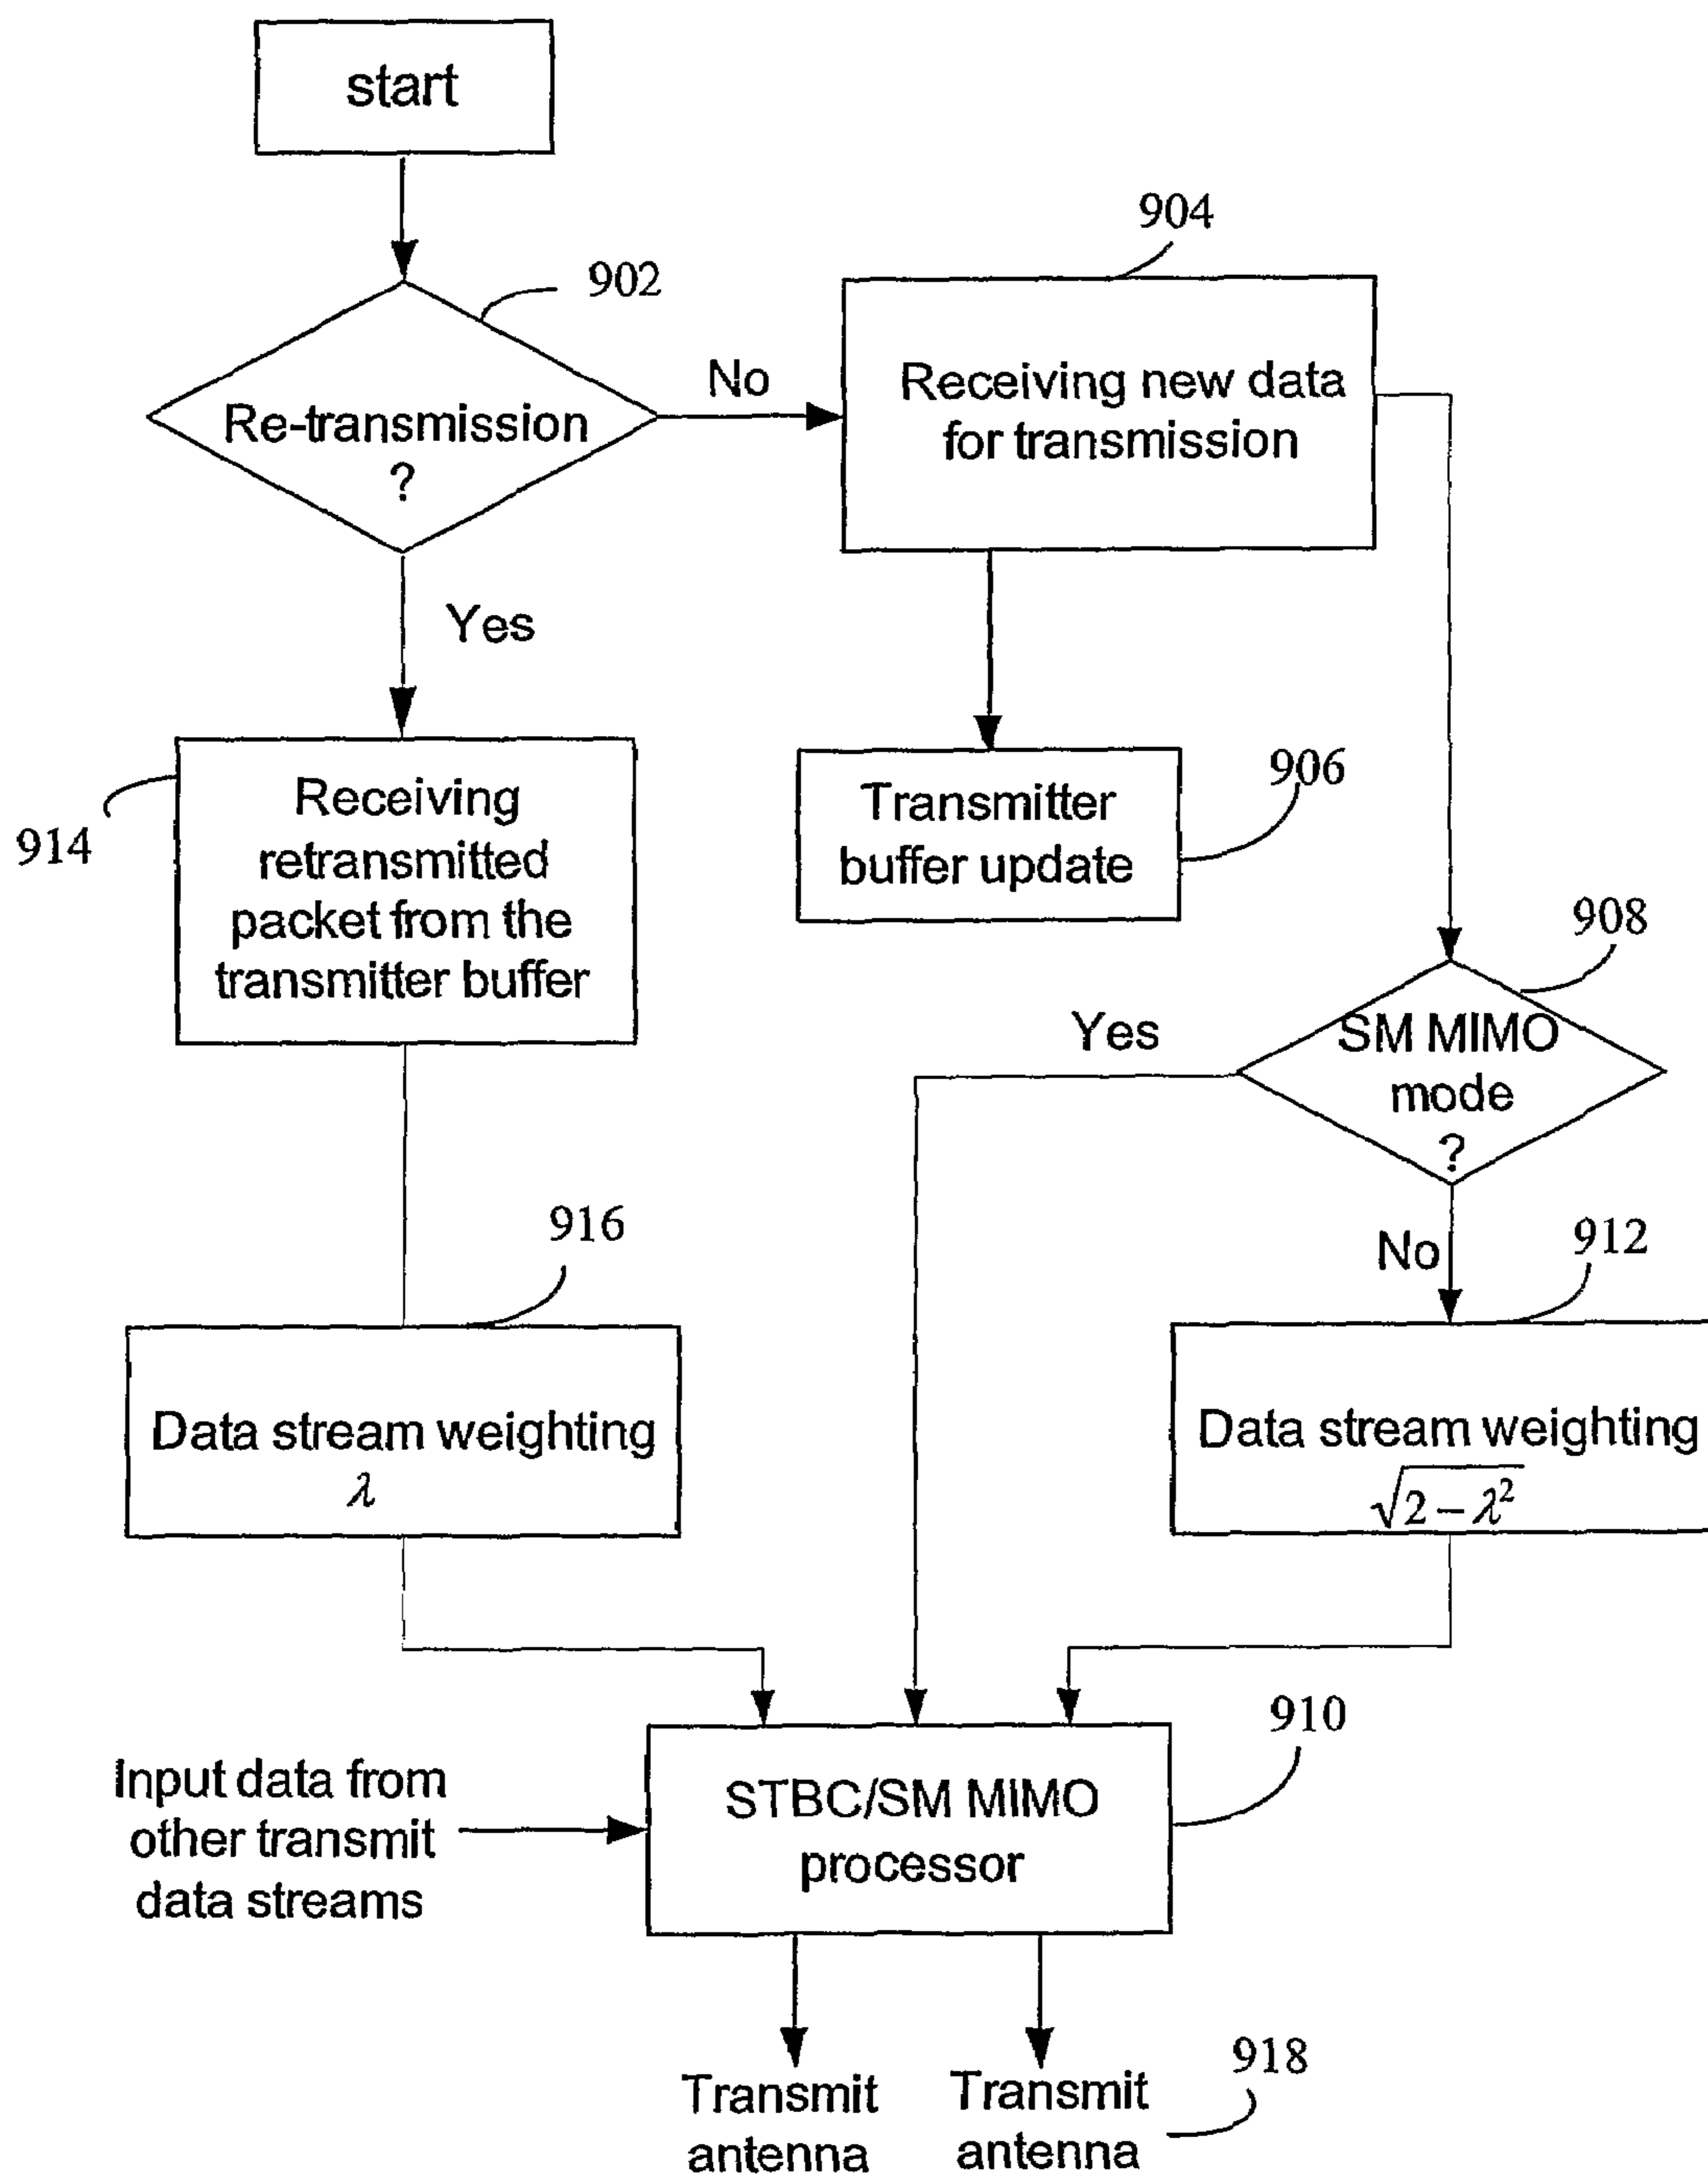 start
904
902
No
Receiving new data
for transmission
Re-transmission
?
Yes
914
Receiving
retransmitted
packet from the
transmitter buffer
906
Transmitter
buffer update
908
Yes
SM MIMO
mode
?
No
912
916
Data stream weighting
λ
Data stream weighting
√2 − λ²
910
Input data from
other transmit
data streams
STBC/SM MIMO
processor
918
Transmit
antenna
Transmit
antenna